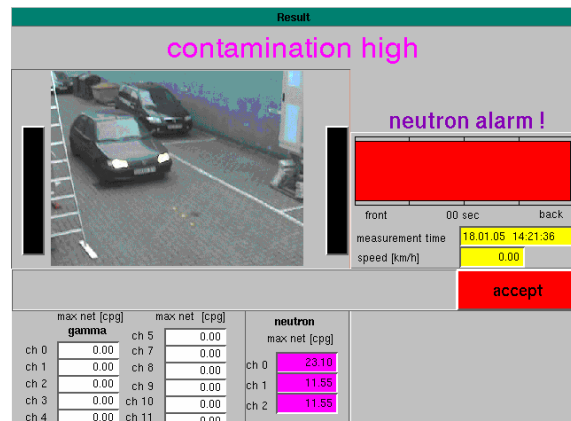 Result
contamination high
neutron alarm !
front 00 sec back
measurement time 18.01.05 14:21:36
speed [km/h] 0.00
accept
max net [cpg] max net [cpg] neutron
gamma max net [cpg]
ch 0 0.00 ch 5 0.00 ch 0 23.10
ch 1 0.00 ch 7 0.00 ch 1 11.55
ch 2 0.00 ch 8 0.00 ch 2 11.55
ch 3 0.00 ch 9 0.00
ch 4 0.00 ch 10 0.00
ch 11 0.00